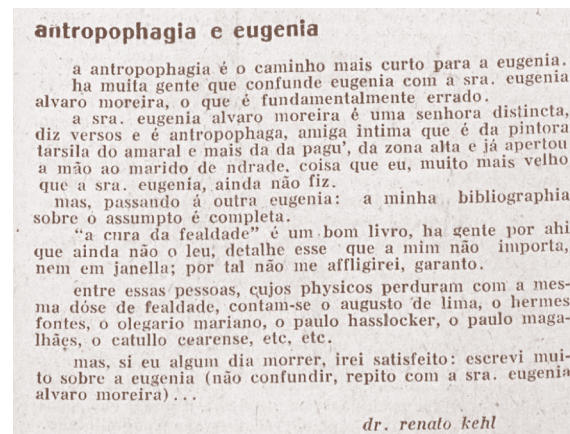 antropophagia e eugenia
a antropophagia é o caminho mais curto para a eugenia.
ha muita gente que confunde eugenia com a sra. eugenia
alvaro moreira, o que é fundamentalmente errado.
a sra. eugenia alvaro moreira é uma senhora distincta,
diz versos e é antropophaga, amiga intima que é da pintora
tarsila do amaral e mais da da pagu', da zona alta e já apertou
a mão ao marido de ndrade, coisa que eu, muito mais velho
que a sra. eugenia, ainda não fiz.
mas, passando á outra eugenia: a minha bibliographia
sobre o assumpto é completa.
"a cura da fealdade" é um bom livro, ha gente por ahi
que ainda não o leu; detalhe esse que a mim não importa,
nem em janella; por tal não me affligirei, garanto.
entre essas pessoas, cujos physicos perduram com a mes-
ma dóse de fealdade, contam-se o augusto de lima, o hermes
fontes, o olegario mariano, o paulo hasslocker, o paulo maga-
lhães, o catullo cearense, etc, etc.
mas, si eu algum dia morrer, irei satisfeito: escrevi mui-
to sobre a eugenia (não confundir, repito com a sra. eugenia
alvaro moreira)...
dr. renato kehl